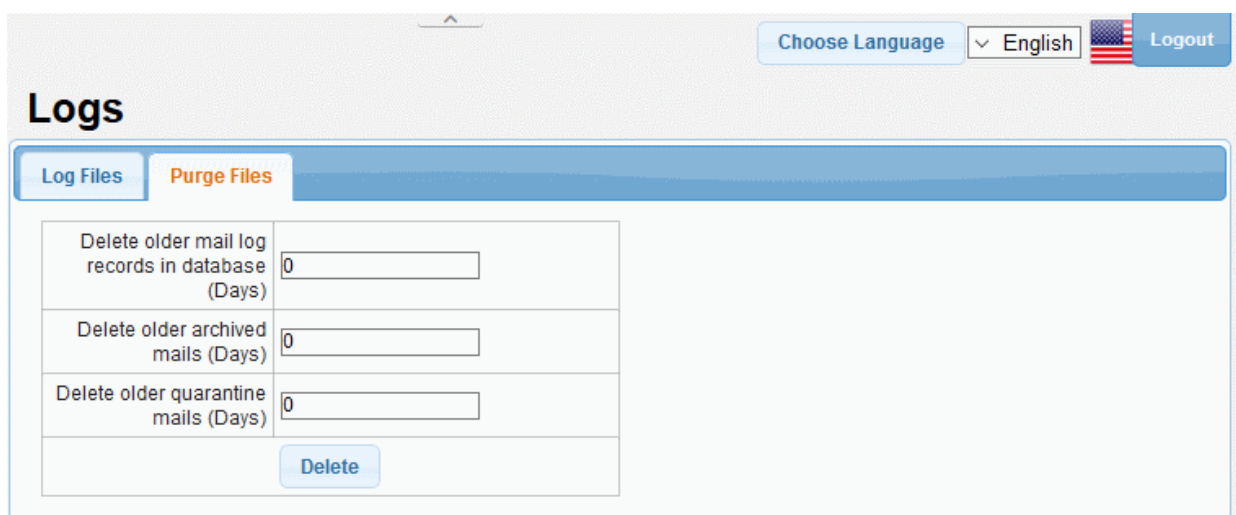 Choose Language
English
Logout
Logs
Log Files
Purge Files
Delete older mail log
records in database
(Days)
0
Delete older archived
mails (Days)
0
Delete older quarantine
mails (Days)
0
Delete